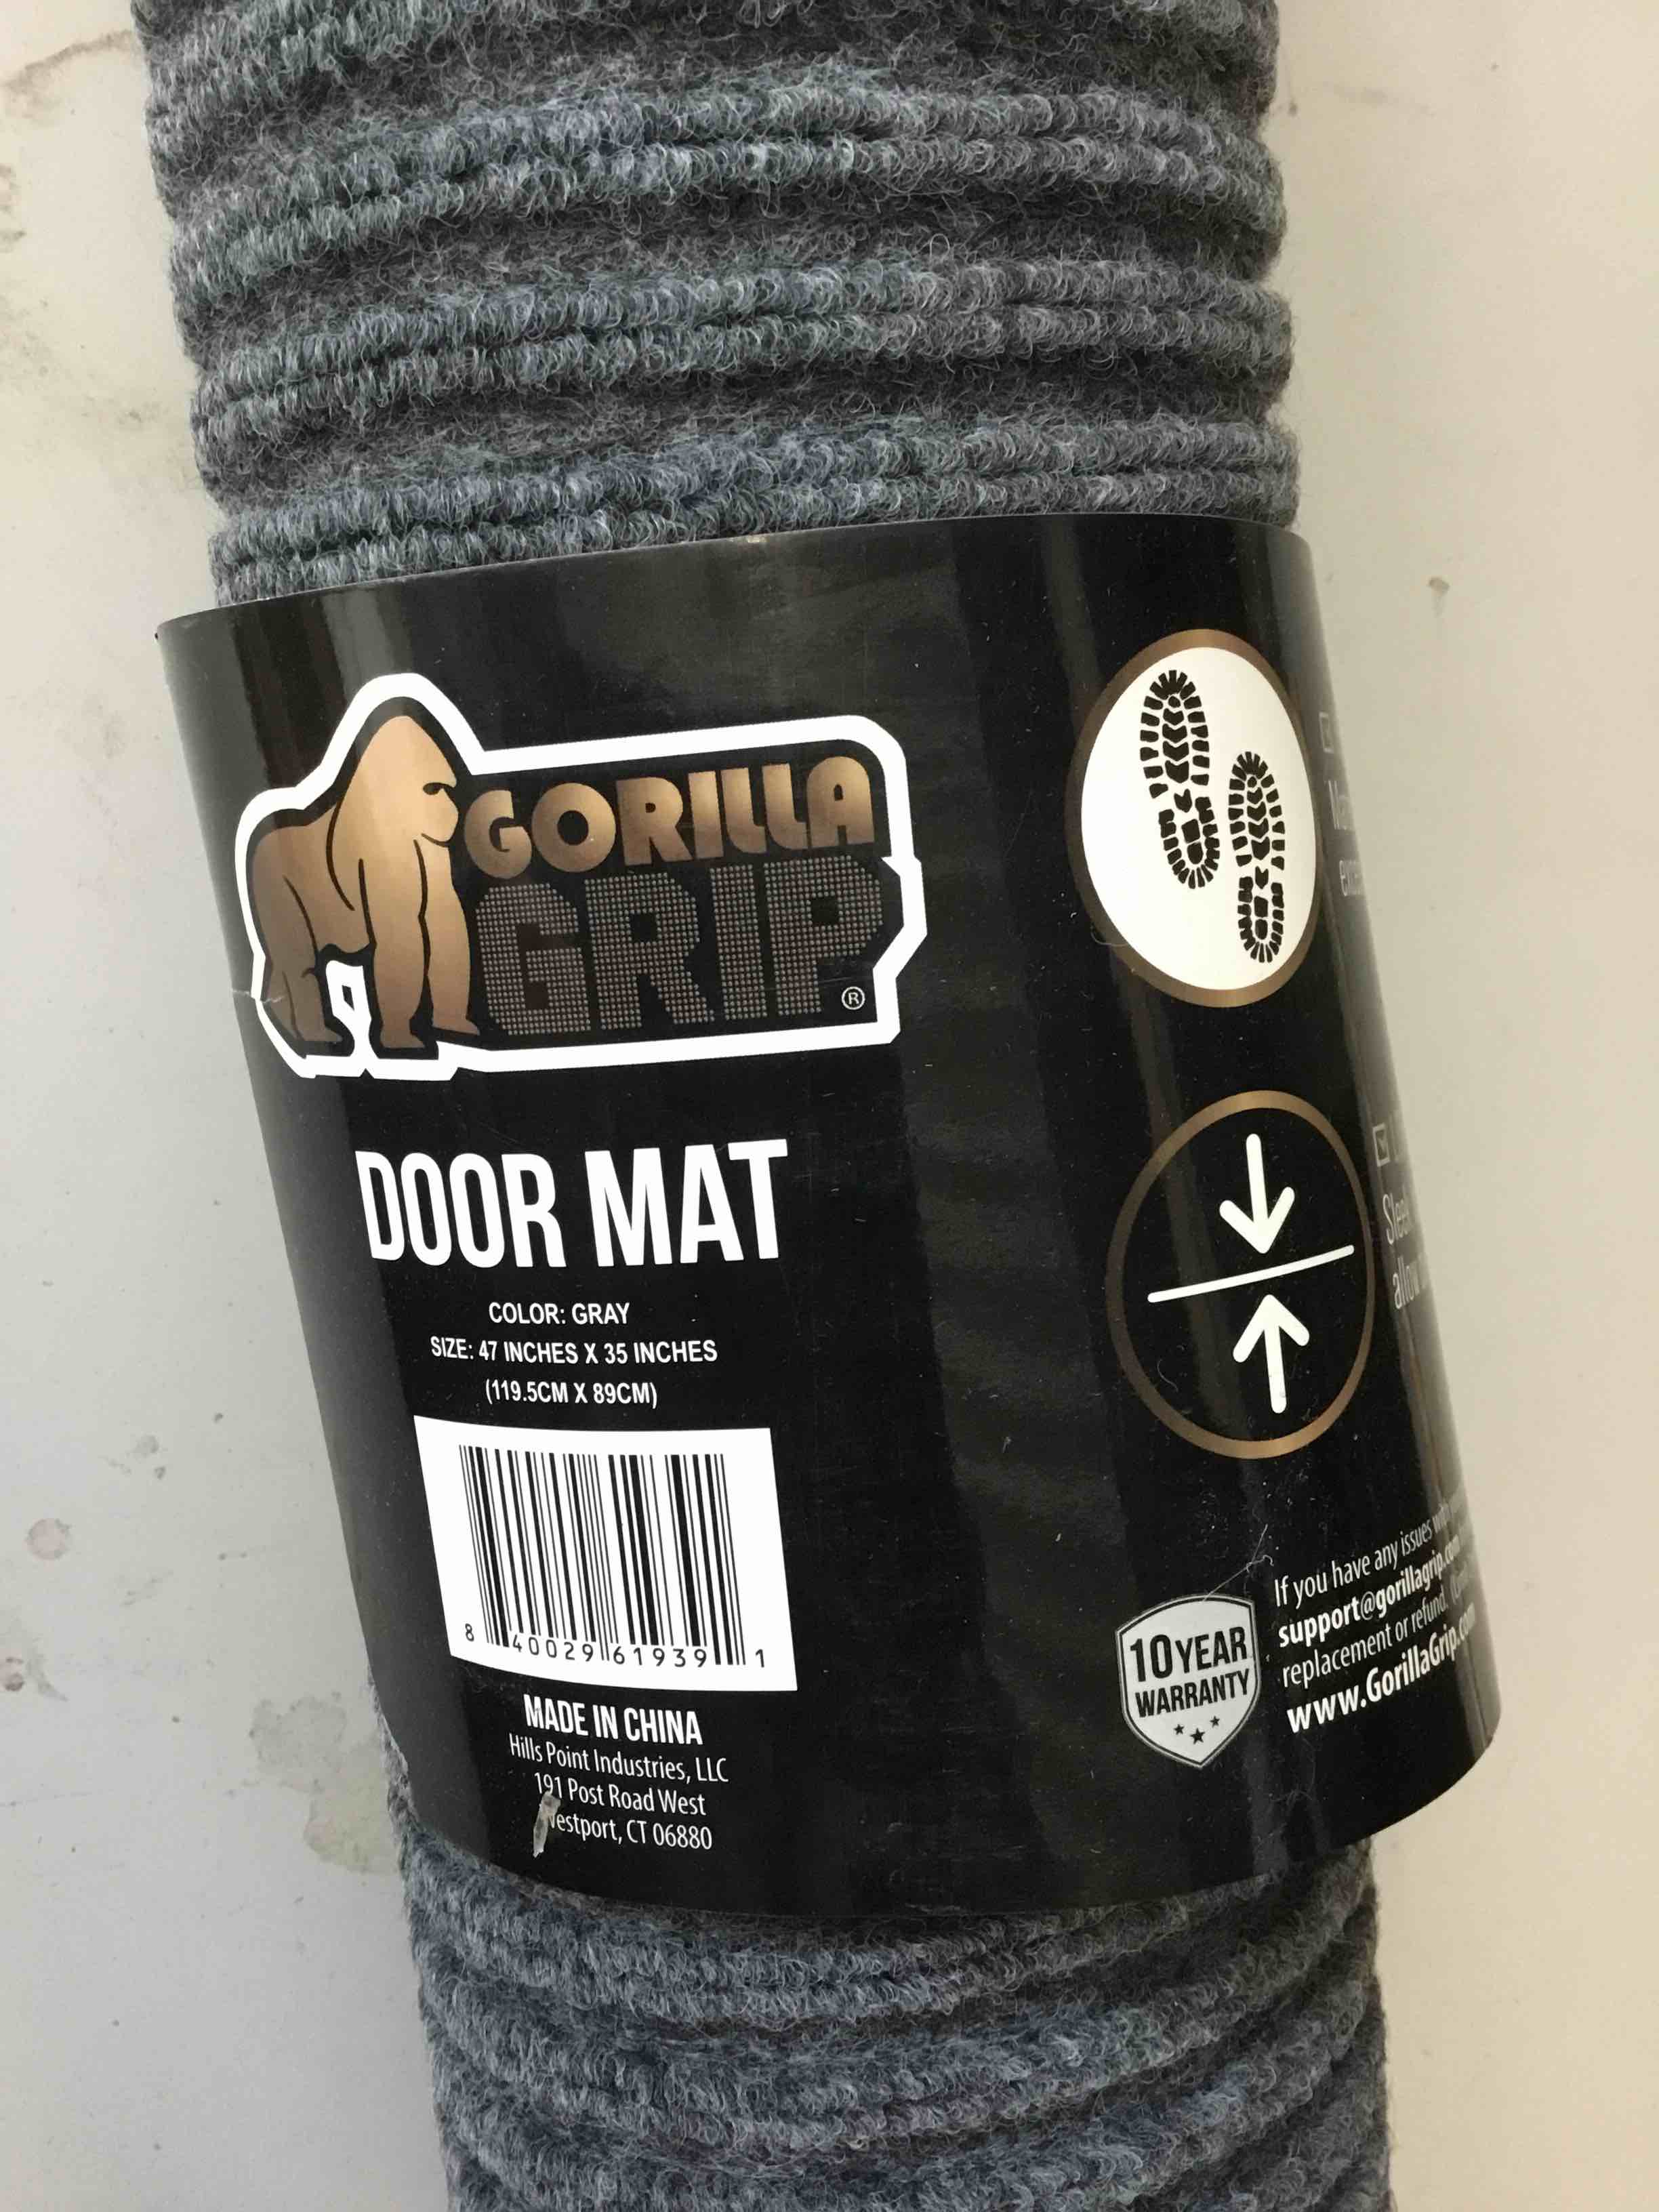 GORILLA
GRIP®
DOOR MAT
COLOR: GRAY
SIZE: 47 INCHES X 35 INCHES
(119.5CM X 89CM)
8 40029 61939 1
MADE IN CHINA
Hills Point Industries, LLC
191 Post Road West
estport, CT 06880
10 YEAR
WARRANTY
If you have any issues
support@gorillagrip.com
replacement or refund.
www.GorillaGrip.com